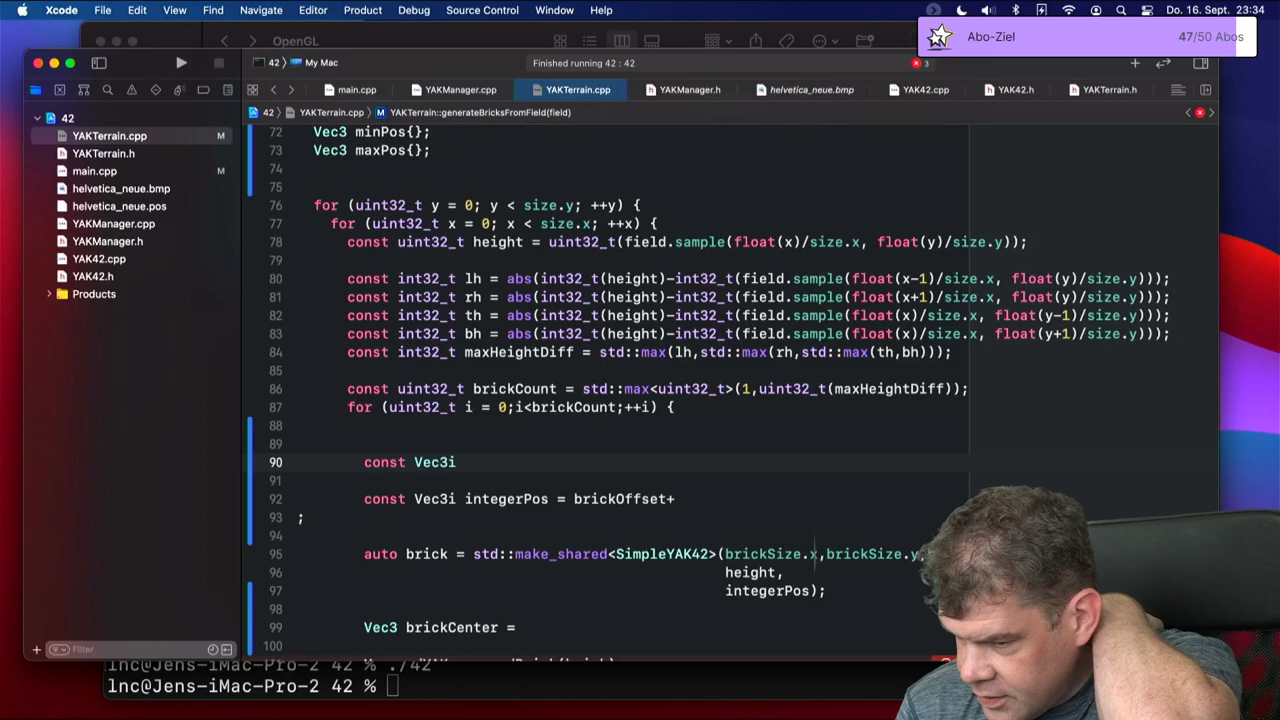 Xcode File Edit View Find Navigate Editor Product Debug Source Control Window Help
Do. 16. Sept. 23:34
Abo-Ziel 47/50 Abos
OpenGL
42 > My Mac
Finished running 42 : 42
3
main.cpp YAKManager.cpp YAKTerrain.cpp YAKManager.h helvetica_neue.bmp YAK42.cpp YAK42.h YAKTerrain.h
42 > YAKTerrain.cpp > M YAKTerrain::generateBricksFromField(field)
42
YAKTerrain.cpp M
YAKTerrain.h
main.cpp M
helvetica_neue.bmp
helvetica_neue.pos
YAKManager.cpp
YAKManager.h
YAK42.cpp
YAK42.h
Products
Filter
72 Vec3 minPos{};
73 Vec3 maxPos{};
74
75
76 for (uint32_t y = 0; y < size.y; ++y) {
77 for (uint32_t x = 0; x < size.x; ++x) {
78 const uint32_t height = uint32_t(field.sample(float(x)/size.x, float(y)/size.y));
79
80 const int32_t lh = abs(int32_t(height)-int32_t(field.sample(float(x-1)/size.x, float(y)/size.y)));
81 const int32_t rh = abs(int32_t(height)-int32_t(field.sample(float(x+1)/size.x, float(y)/size.y)));
82 const int32_t th = abs(int32_t(height)-int32_t(field.sample(float(x)/size.x, float(y-1)/size.y)));
83 const int32_t bh = abs(int32_t(height)-int32_t(field.sample(float(x)/size.x, float(y+1)/size.y)));
84 const int32_t maxHeightDiff = std::max(lh,std::max(rh,std::max(th,bh)));
85
86 const uint32_t brickCount = std::max<uint32_t>(1,uint32_t(maxHeightDiff));
87 for (uint32_t i = 0;i<brickCount;++i) {
88
89
90 const Vec3i
91
92 const Vec3i integerPos = brickOffset+
93 ;
94
95 auto brick = std::make_shared<SimpleYAK42>(brickSize.x,brickSize.y,
96 height,
97 integerPos);
98
99 Vec3 brickCenter =
100
lnc@Jens-iMac-Pro-2 42 % ./42
lnc@Jens-iMac-Pro-2 42 %